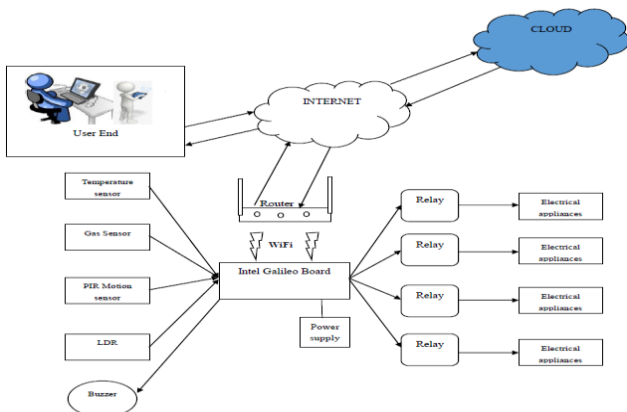 CLOUD
INTERNET
User End
Temperature
sensor
Gas Sensor
PIR Motion
sensor
LDR
Buzzer
Router
WiFi
Intel Galileo Board
Power
supply
Relay
Electrical
appliances
Relay
Electrical
appliances
Relay
Electrical
appliances
Relay
Electrical
appliances